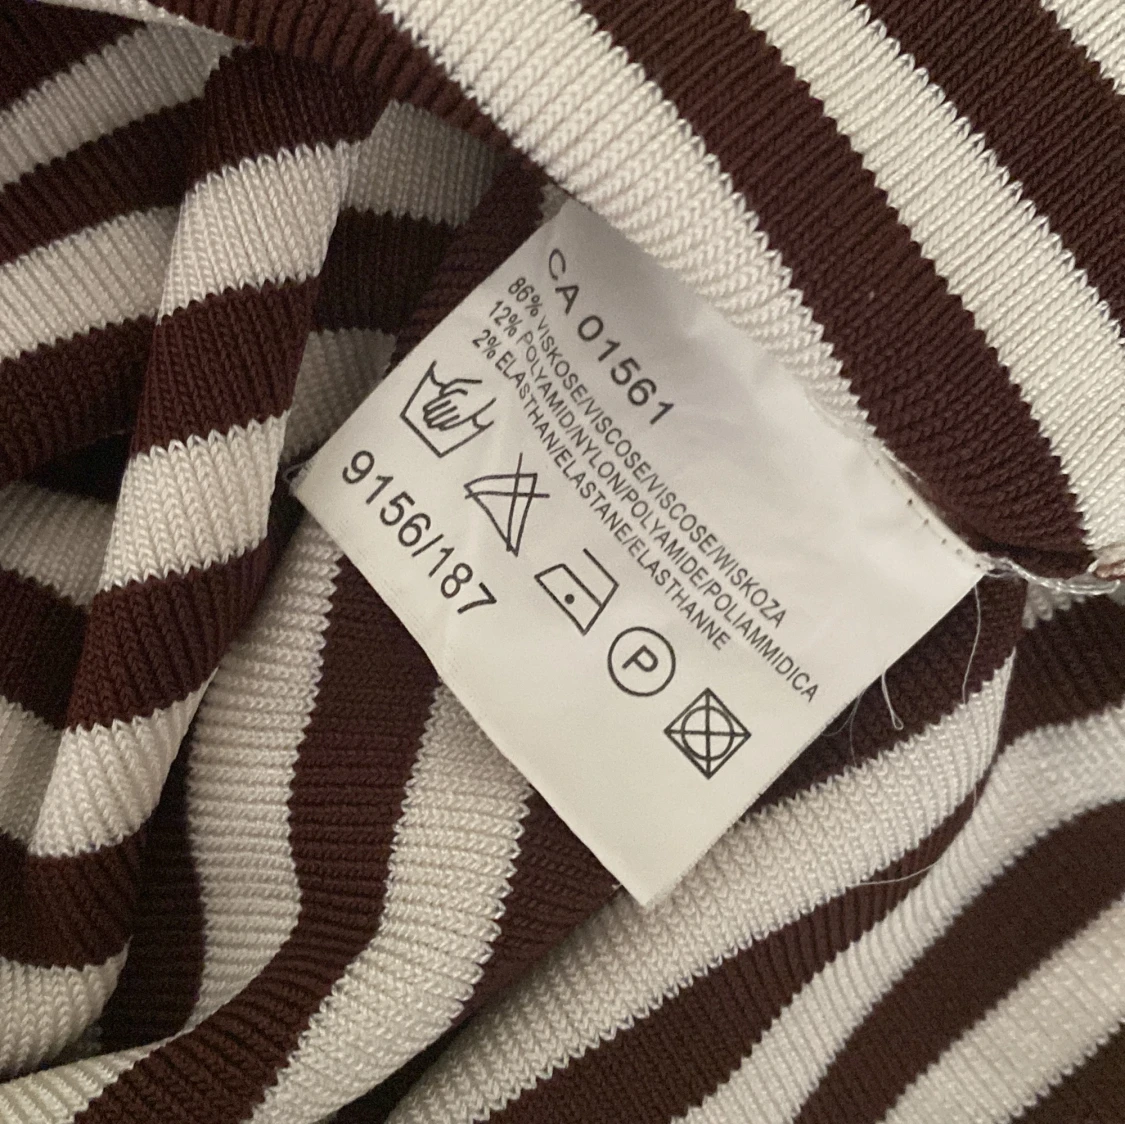 CA 01561
86% VISKOSE/VISCOSE/VISCOSE/WISKOZA
12% POLYAMID/NYLON/POLYAMIDE/POLIAMMIDICA
2% ELASTHAN/ELASTANE/ELASTHANNE
P
9156/187